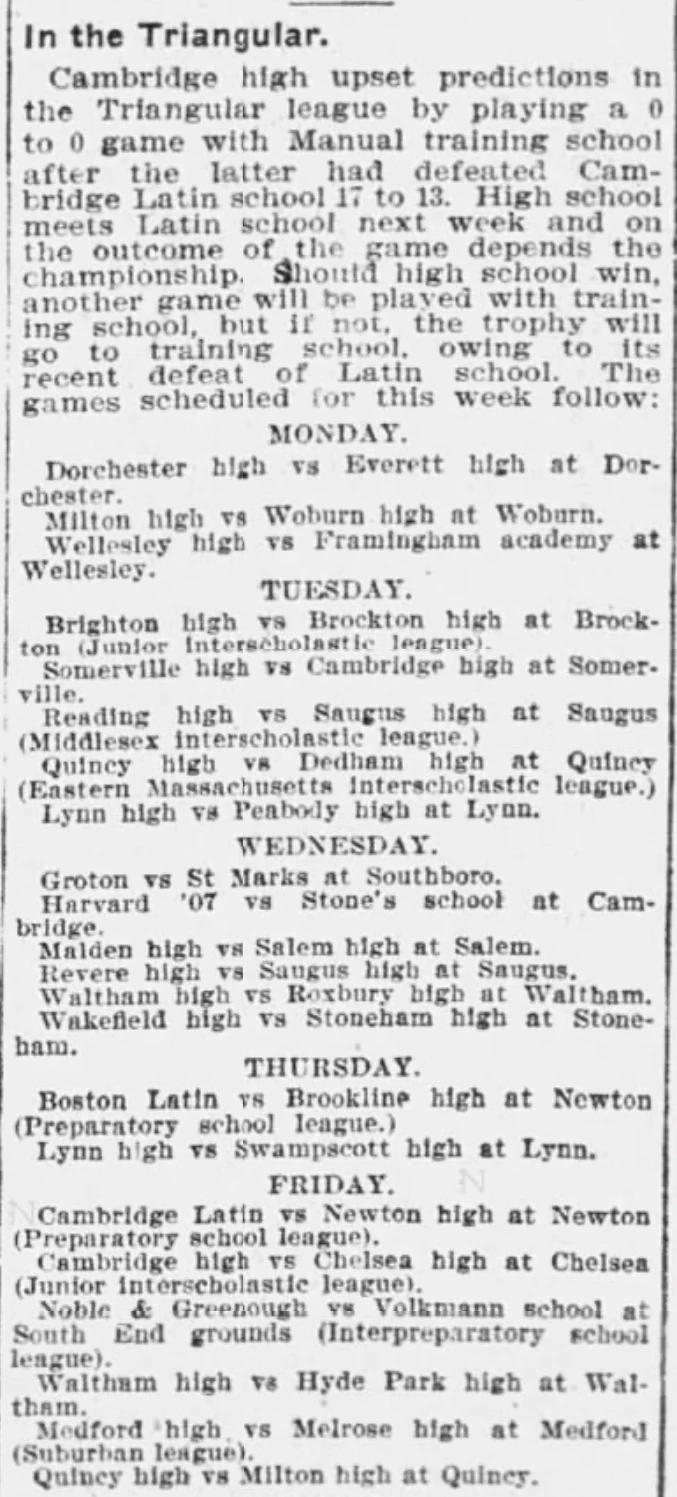 In the Triangular.
Cambridge high upset predictions in
the Triangular league by playing a 0
to 0 game with Manual training school
after the latter had defeated Cam-
bridge Latin school 17 to 13. High school
meets Latin school next week and on
the outcome of the game depends the
championship. Should high school win,
another game will be played with train-
ing school, but if not, the trophy will
go to training school, owing to its
recent defeat of Latin school. The
games scheduled for this week follow:
MONDAY.
Dorchester high vs Everett high at Dor-
chester.
Milton high vs Woburn high at Woburn.
Wellesley high vs Framingham academy at
Wellesley.
TUESDAY.
Brighton high vs Brockton high at Brock-
ton (Junior interscholastic league).
Somerville high vs Cambridge high at Somer-
ville.
Reading high vs Saugus high at Saugus
(Middlesex interscholastic league.)
Quincy high vs Dedham high at Quincy
(Eastern Massachusetts interscholastic league.)
Lynn high vs Peabody high at Lynn.
WEDNESDAY.
Groton vs St Marks at Southboro.
Harvard '07 vs Stone's school at Cam-
bridge.
Malden high vs Salem high at Salem.
Revere high vs Saugus high at Saugus.
Waltham high vs Roxbury high at Waltham.
Wakefield high vs Stoneham high at Stone-
ham.
THURSDAY.
Boston Latin vs Brookline high at Newton
(Preparatory school league.)
Lynn high vs Swampscott high at Lynn.
FRIDAY.
Cambridge Latin vs Newton high at Newton
(Preparatory school league).
Cambridge high vs Chelsea high at Chelsea
(Junior interscholastic league).
Noble & Greenough vs Volkmann school at
South End grounds (Interpreparatory school
league).
Waltham high vs Hyde Park high at Wal-
tham.
Medford high vs Melrose high at Medford
(Suburban league).
Quincy high vs Milton high at Quincy.